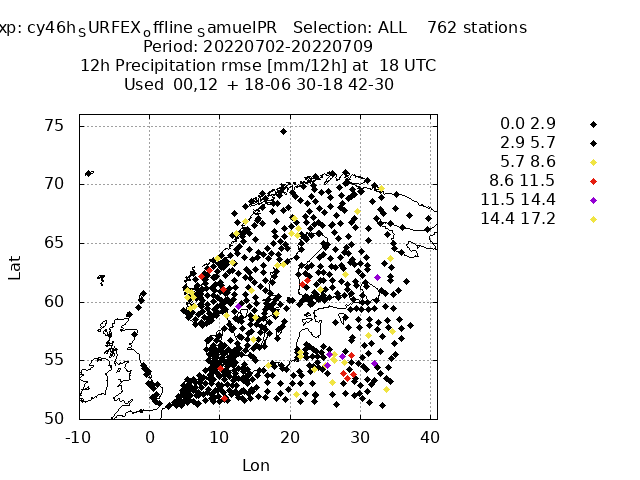 xp: cy46h_SURFEX_offline_samuelPR   Selection: ALL    762 stations
Period: 20220702-20220709
12h Precipitation rmse [mm/12h] at  18 UTC
Used  00,12  + 18-06 30-18 42-30
0.0 2.9
2.9 5.7
5.7 8.6
8.6 11.5
11.5 14.4
14.4 17.2
75
70
65
60
55
50
Lat
-10 0 10 20 30 40
Lon